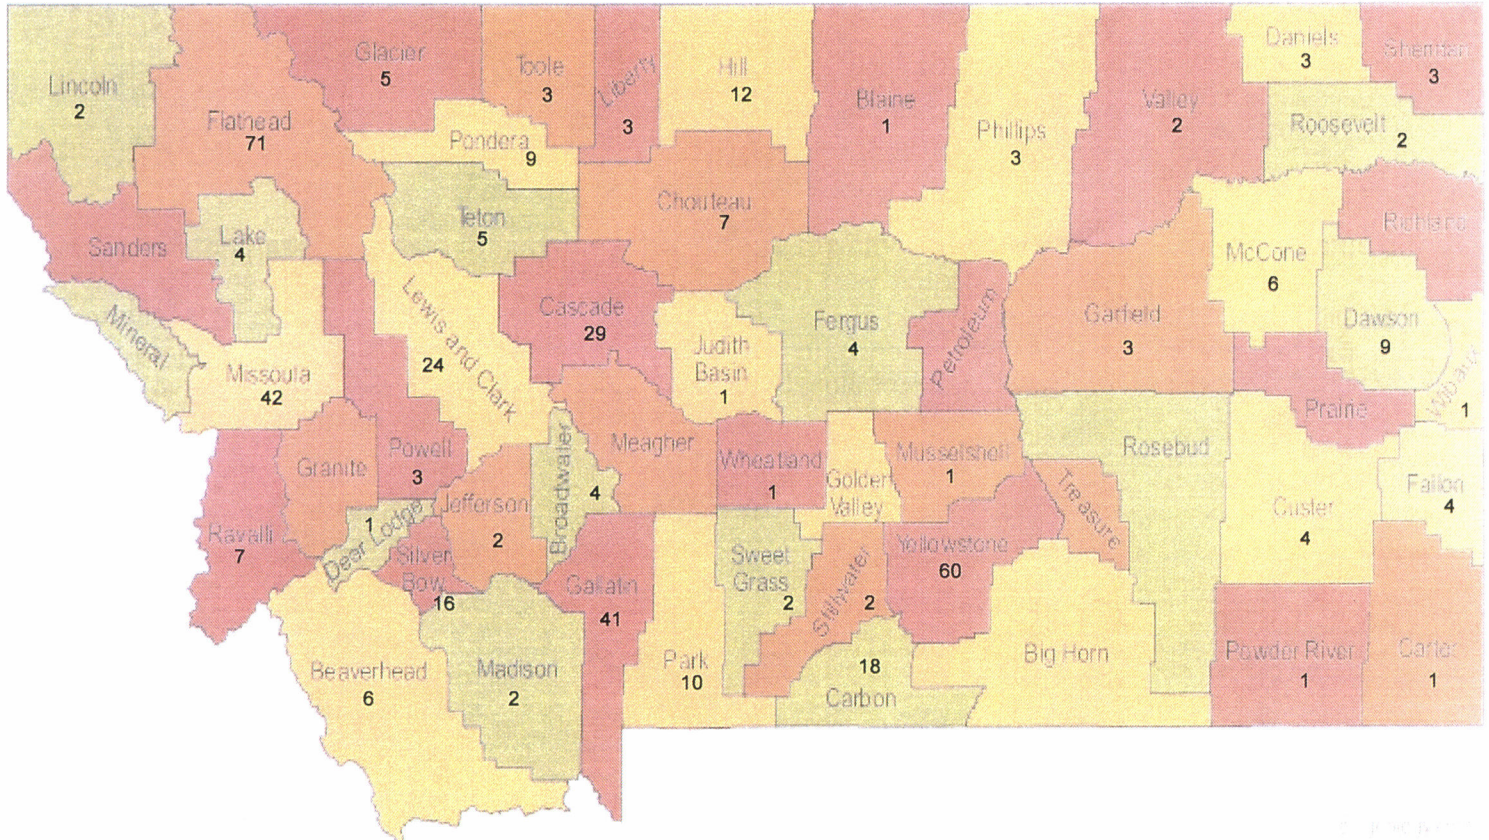 Lincoln
2
Flathead
71
Glacier
5
Toole
3
Liberty
3
Hill
12
Blaine
1
Phillips
3
Valley
2
Daniels
3
Sheridan
3
Roosevelt
2
Pondera
9
Teton
5
Chouteau
7
Sanders
Lake
4
Mineral
Missoula
42
Lewis and Clark
24
Cascade
29
Judith
Basin
1
Fergus
4
Petroleum
Garfield
3
McCone
6
Richland
Dawson
9
Wibaux
1
Prairie
Powell
3
Granite
Ravalli
7
Deer Lodge
1
Silver
Bow
16
Jefferson
2
Broadwater
4
Meagher
Wheatland
1
Golden
Valley
Musselshell
1
Treasure
Rosebud
Custer
4
Fallon
4
Beaverhead
6
Madison
2
Gallatin
41
Park
10
Sweet
Grass
2
Stillwater
2
Yellowstone
60
Carbon
18
Big Horn
Powder River
1
Carter
1